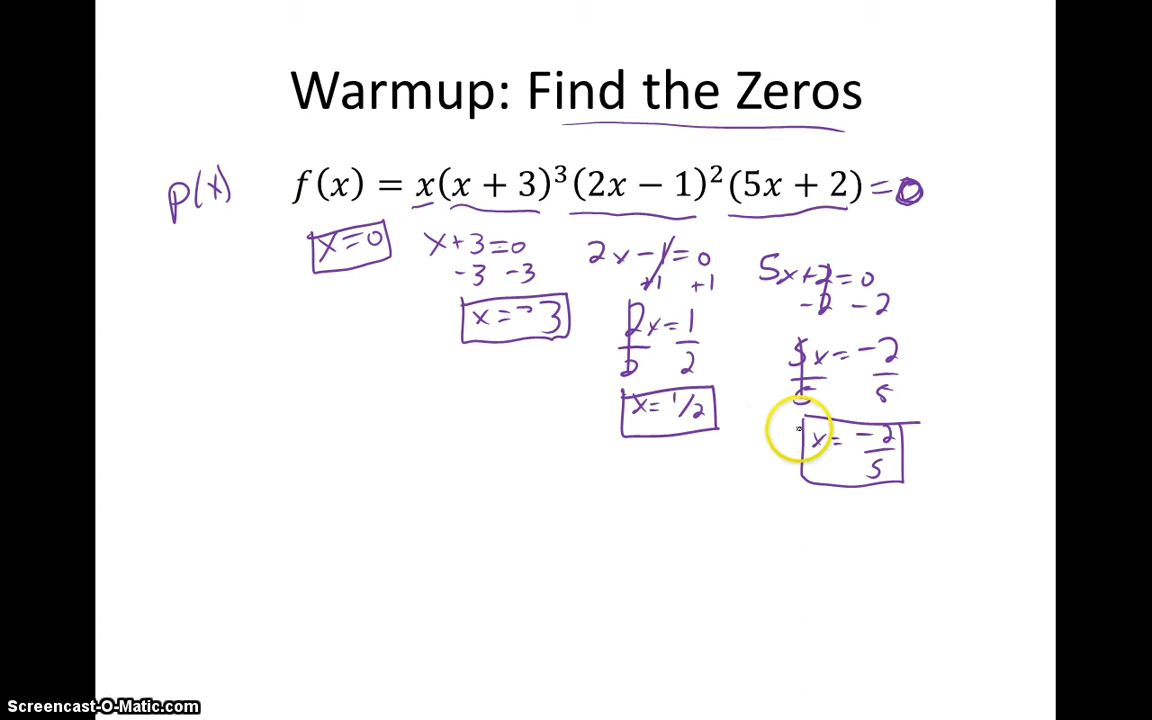 Warmup: Find the Zeros
p(x) f(x) = x(x + 3)³(2x − 1)²(5x + 2) = 0
x=0
x+3=0
-3 -3
x=-3
2x-1=0
+1 +1
2x=1
2 2
x=1/2
5x+2=0
-2 -2
5x=-2
5 5
x=-2
5
Screencast-O-Matic.com